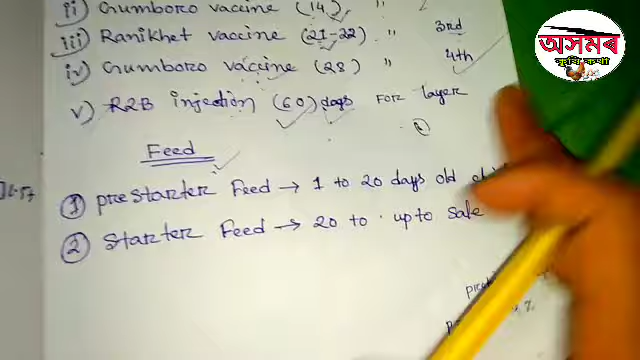 ii) Gumboro vaccine (14) "
iii) Ranikhet vaccine (21-22) " 3rd
iv) Gumboro vaccine (28) " 4th
v) R2B injection (60) days FOR layer
Feed
① prestarter Feed → 1 to 20 days old
② Starter Feed → 20 to up to Sale
অসমৰ
কৃষি কথা